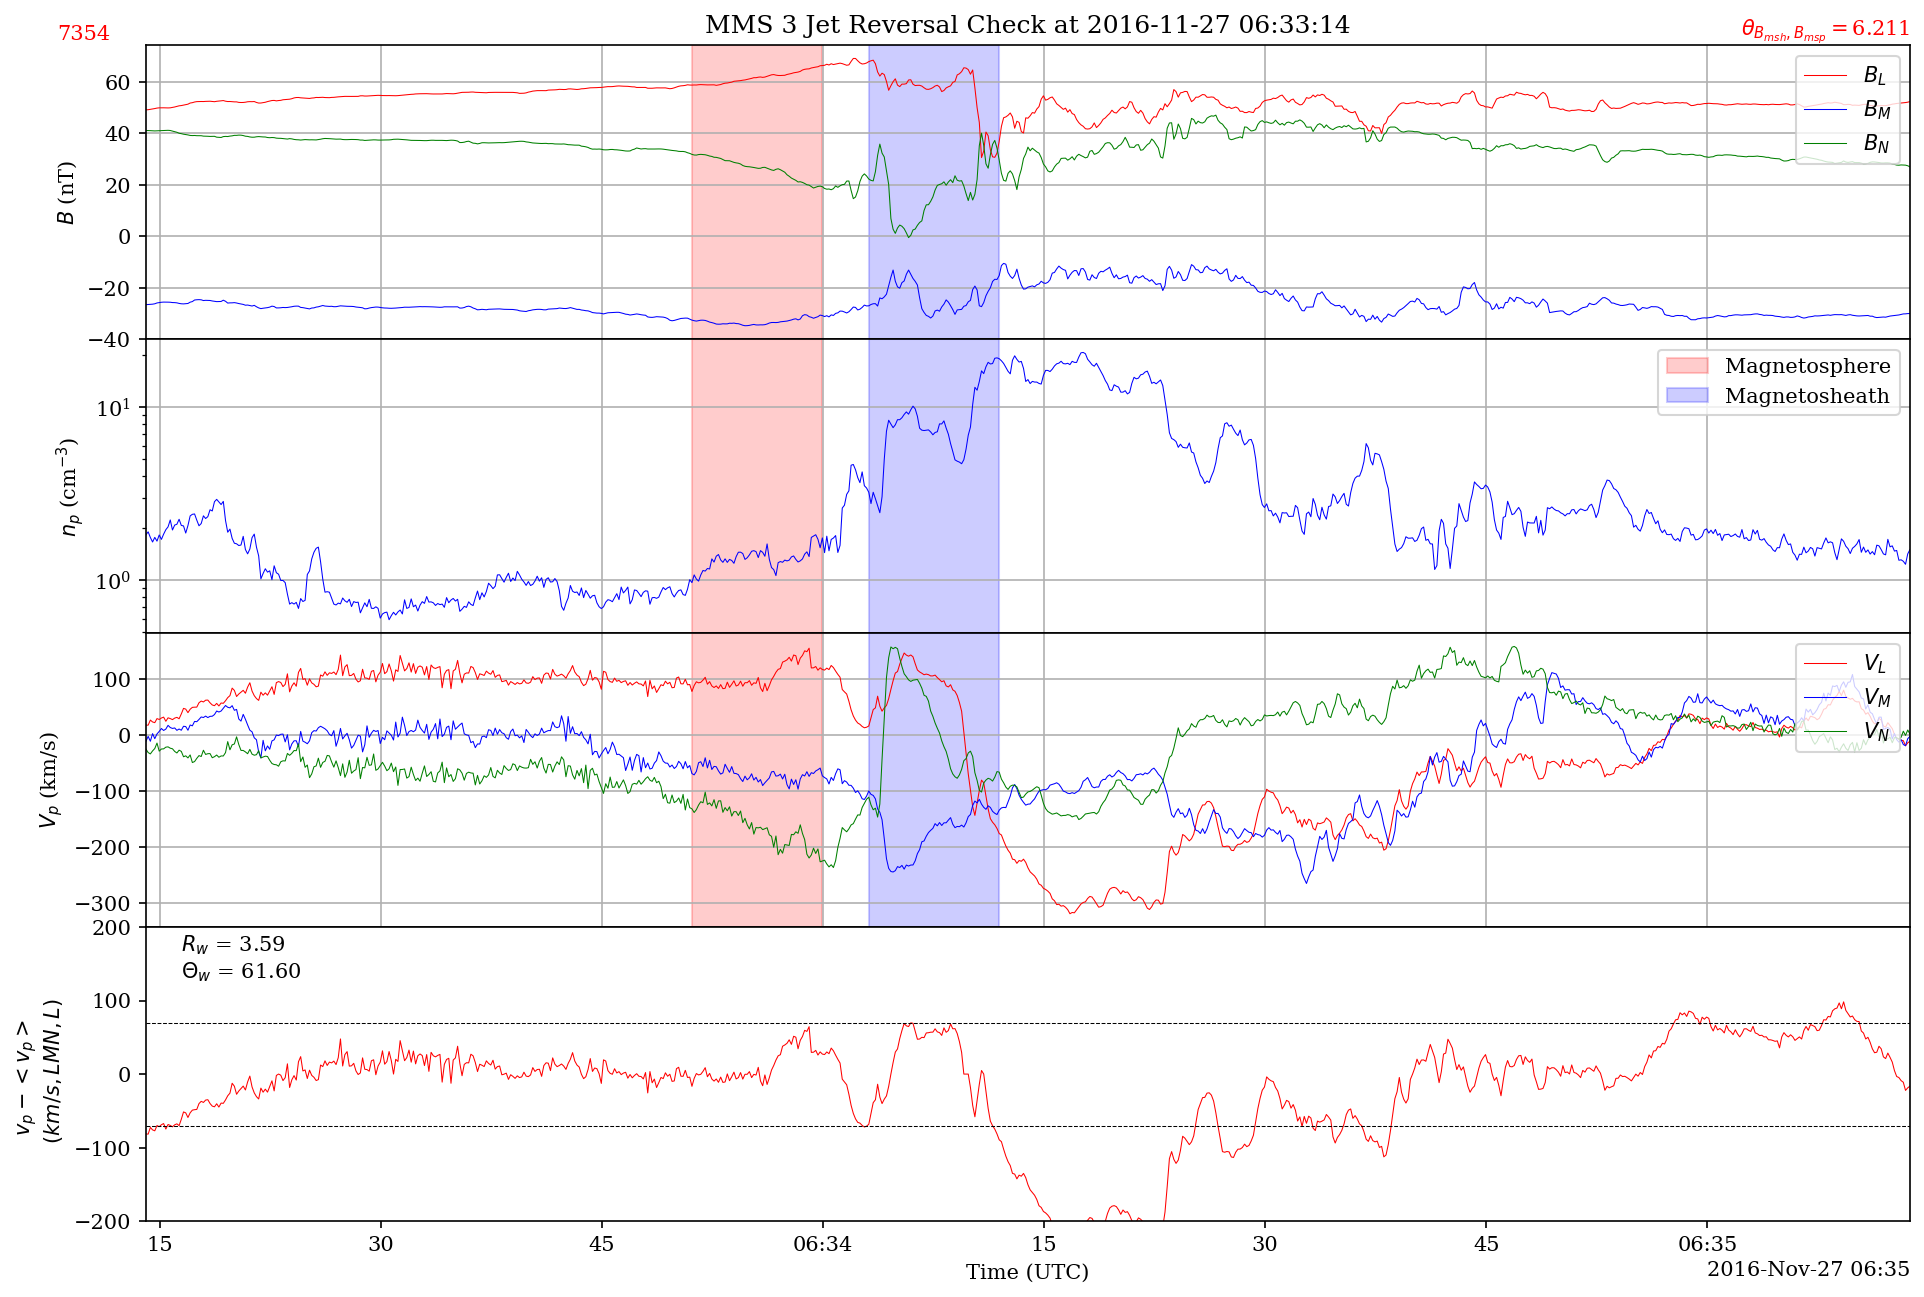 MMS 3 Jet Reversal Check at 2016-11-27 06:33:14
7354
θ_{B_{msh}, B_{msp}} = 6.211
60
40
20
0
−20
−40
B (nT)
B_L
B_M
B_N
10^1
10^0
n_p (cm^{−3})
Magnetosphere
Magnetosheath
100
0
−100
−200
−300
V_p (km/s)
V_L
V_M
V_N
200
100
0
−100
−200
v_p − <v_p>
(km/s, LMN, L)
R_w = 3.59
Θ_w = 61.60
15 30 45 06:34 15 30 45 06:35
Time (UTC)
2016-Nov-27 06:35